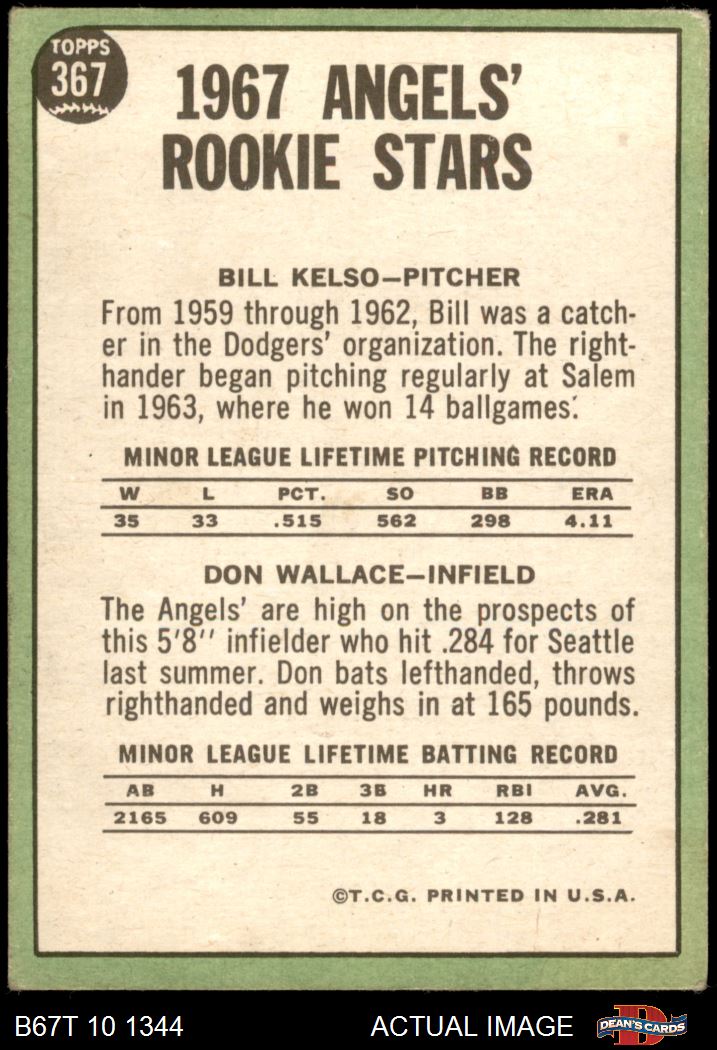 TOPPS
367
1967 ANGELS'
ROOKIE STARS
BILL KELSO—PITCHER
From 1959 through 1962, Bill was a catch-
er in the Dodgers' organization. The right-
hander began pitching regularly at Salem
in 1963, where he won 14 ballgames.
MINOR LEAGUE LIFETIME PITCHING RECORD
W L PCT. SO BB ERA
35 33 .515 562 298 4.11
DON WALLACE—INFIELD
The Angels' are high on the prospects of
this 5'8'' infielder who hit .284 for Seattle
last summer. Don bats lefthanded, throws
righthanded and weighs in at 165 pounds.
MINOR LEAGUE LIFETIME BATTING RECORD
AB H 2B 3B HR RBI AVG.
2165 609 55 18 3 128 .281
©T.C.G. PRINTED IN U.S.A.
B67T 10 1344 ACTUAL IMAGE D DEAN'S CARDS